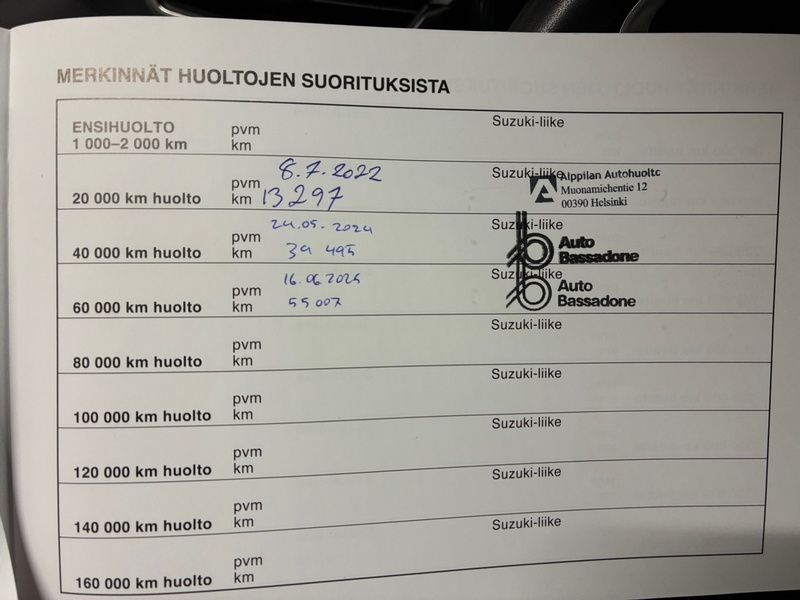 MERKINNÄT HUOLTOJEN SUORITUKSISTA
ENSIHUOLTO
1 000–2 000 km
pvm
km
Suzuki-liike
20 000 km huolto
pvm 8.7.2022
km 13297
Suzuki-liike
Alppilan Autohuolto
Muonamichentie 12
00390 Helsinki
40 000 km huolto
pvm 24.05.2024
km 39 495
Suzuki-liike
Auto
Bassadone
60 000 km huolto
pvm 16.06.2025
km 55 007
Suzuki-liike
Auto
Bassadone
80 000 km huolto
pvm
km
Suzuki-liike
100 000 km huolto
pvm
km
Suzuki-liike
120 000 km huolto
pvm
km
Suzuki-liike
140 000 km huolto
pvm
km
Suzuki-liike
160 000 km huolto
pvm
km
Suzuki-liike